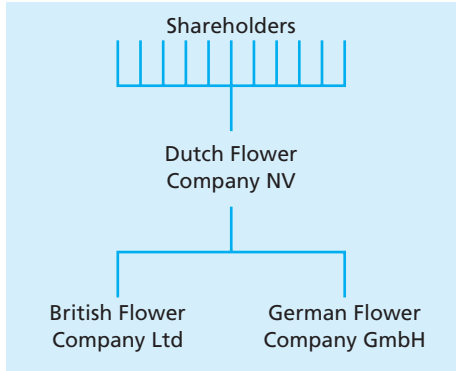 Shareholders
Dutch Flower
Company NV
British Flower
Company Ltd
German Flower
Company GmbH